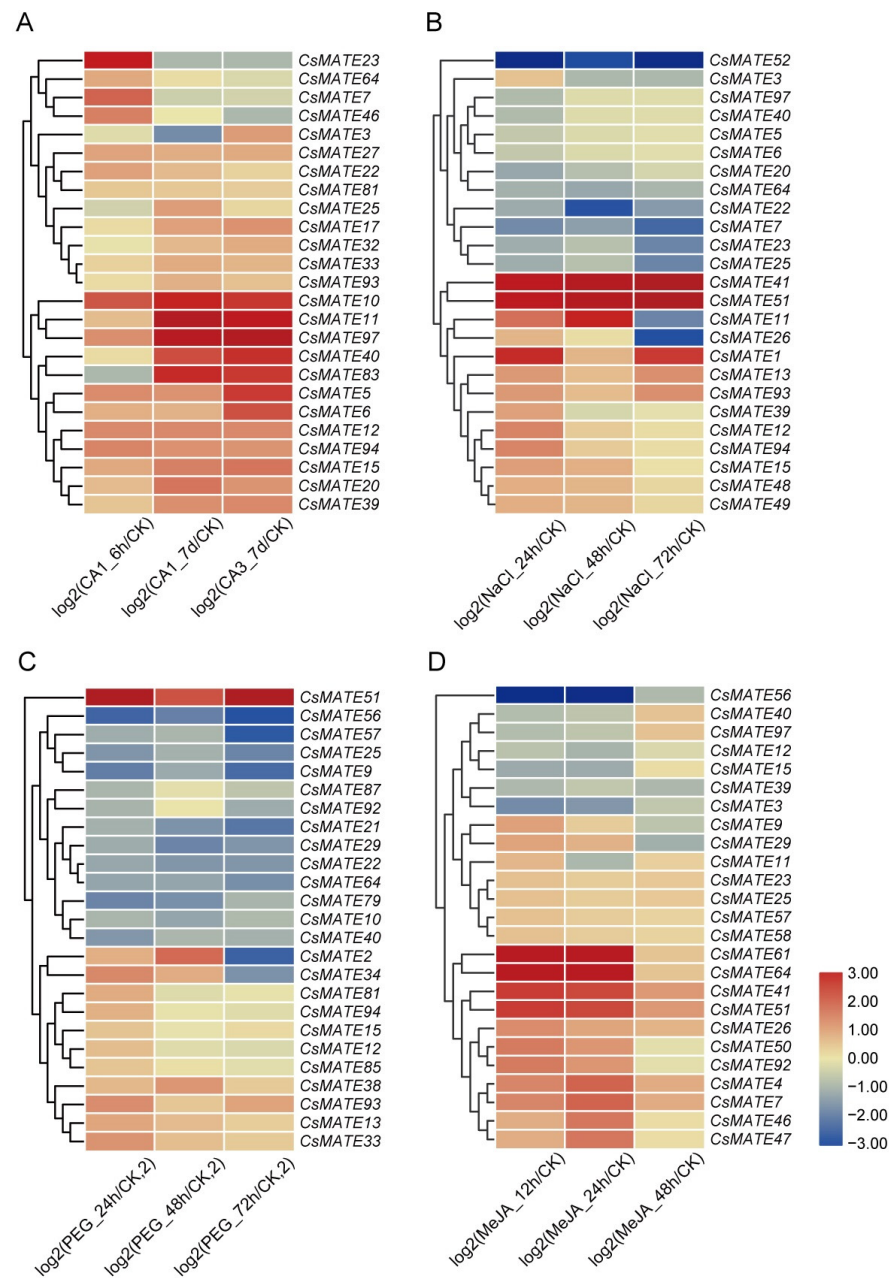 A
CsMATE23
CsMATE64
CsMATE7
CsMATE46
CsMATE3
CsMATE27
CsMATE22
CsMATE81
CsMATE25
CsMATE17
CsMATE32
CsMATE33
CsMATE93
CsMATE10
CsMATE11
CsMATE97
CsMATE40
CsMATE83
CsMATE5
CsMATE6
CsMATE12
CsMATE94
CsMATE15
CsMATE20
CsMATE39
log2(CA1_6h/CK)
log2(CA1_7d/CK)
log2(CA3_7d/CK)
B
CsMATE52
CsMATE3
CsMATE97
CsMATE40
CsMATE5
CsMATE6
CsMATE20
CsMATE64
CsMATE22
CsMATE7
CsMATE23
CsMATE25
CsMATE41
CsMATE51
CsMATE11
CsMATE26
CsMATE1
CsMATE13
CsMATE93
CsMATE39
CsMATE12
CsMATE94
CsMATE15
CsMATE48
CsMATE49
log2(NaCl_24h/CK)
log2(NaCl_48h/CK)
log2(NaCl_72h/CK)
C
CsMATE51
CsMATE56
CsMATE57
CsMATE25
CsMATE9
CsMATE87
CsMATE92
CsMATE21
CsMATE29
CsMATE22
CsMATE64
CsMATE79
CsMATE10
CsMATE40
CsMATE2
CsMATE34
CsMATE81
CsMATE94
CsMATE15
CsMATE12
CsMATE85
CsMATE38
CsMATE93
CsMATE13
CsMATE33
log2(PEG_24h/CK,2)
log2(PEG_48h/CK,2)
log2(PEG_72h/CK,2)
D
CsMATE56
CsMATE40
CsMATE97
CsMATE12
CsMATE15
CsMATE39
CsMATE3
CsMATE9
CsMATE29
CsMATE11
CsMATE23
CsMATE25
CsMATE57
CsMATE58
CsMATE61
CsMATE64
CsMATE41
CsMATE51
CsMATE26
CsMATE50
CsMATE92
CsMATE4
CsMATE7
CsMATE46
CsMATE47
log2(MeJA_12h/CK)
log2(MeJA_24h/CK)
log2(MeJA_48h/CK)
3.00
2.00
1.00
0.00
−1.00
−2.00
−3.00